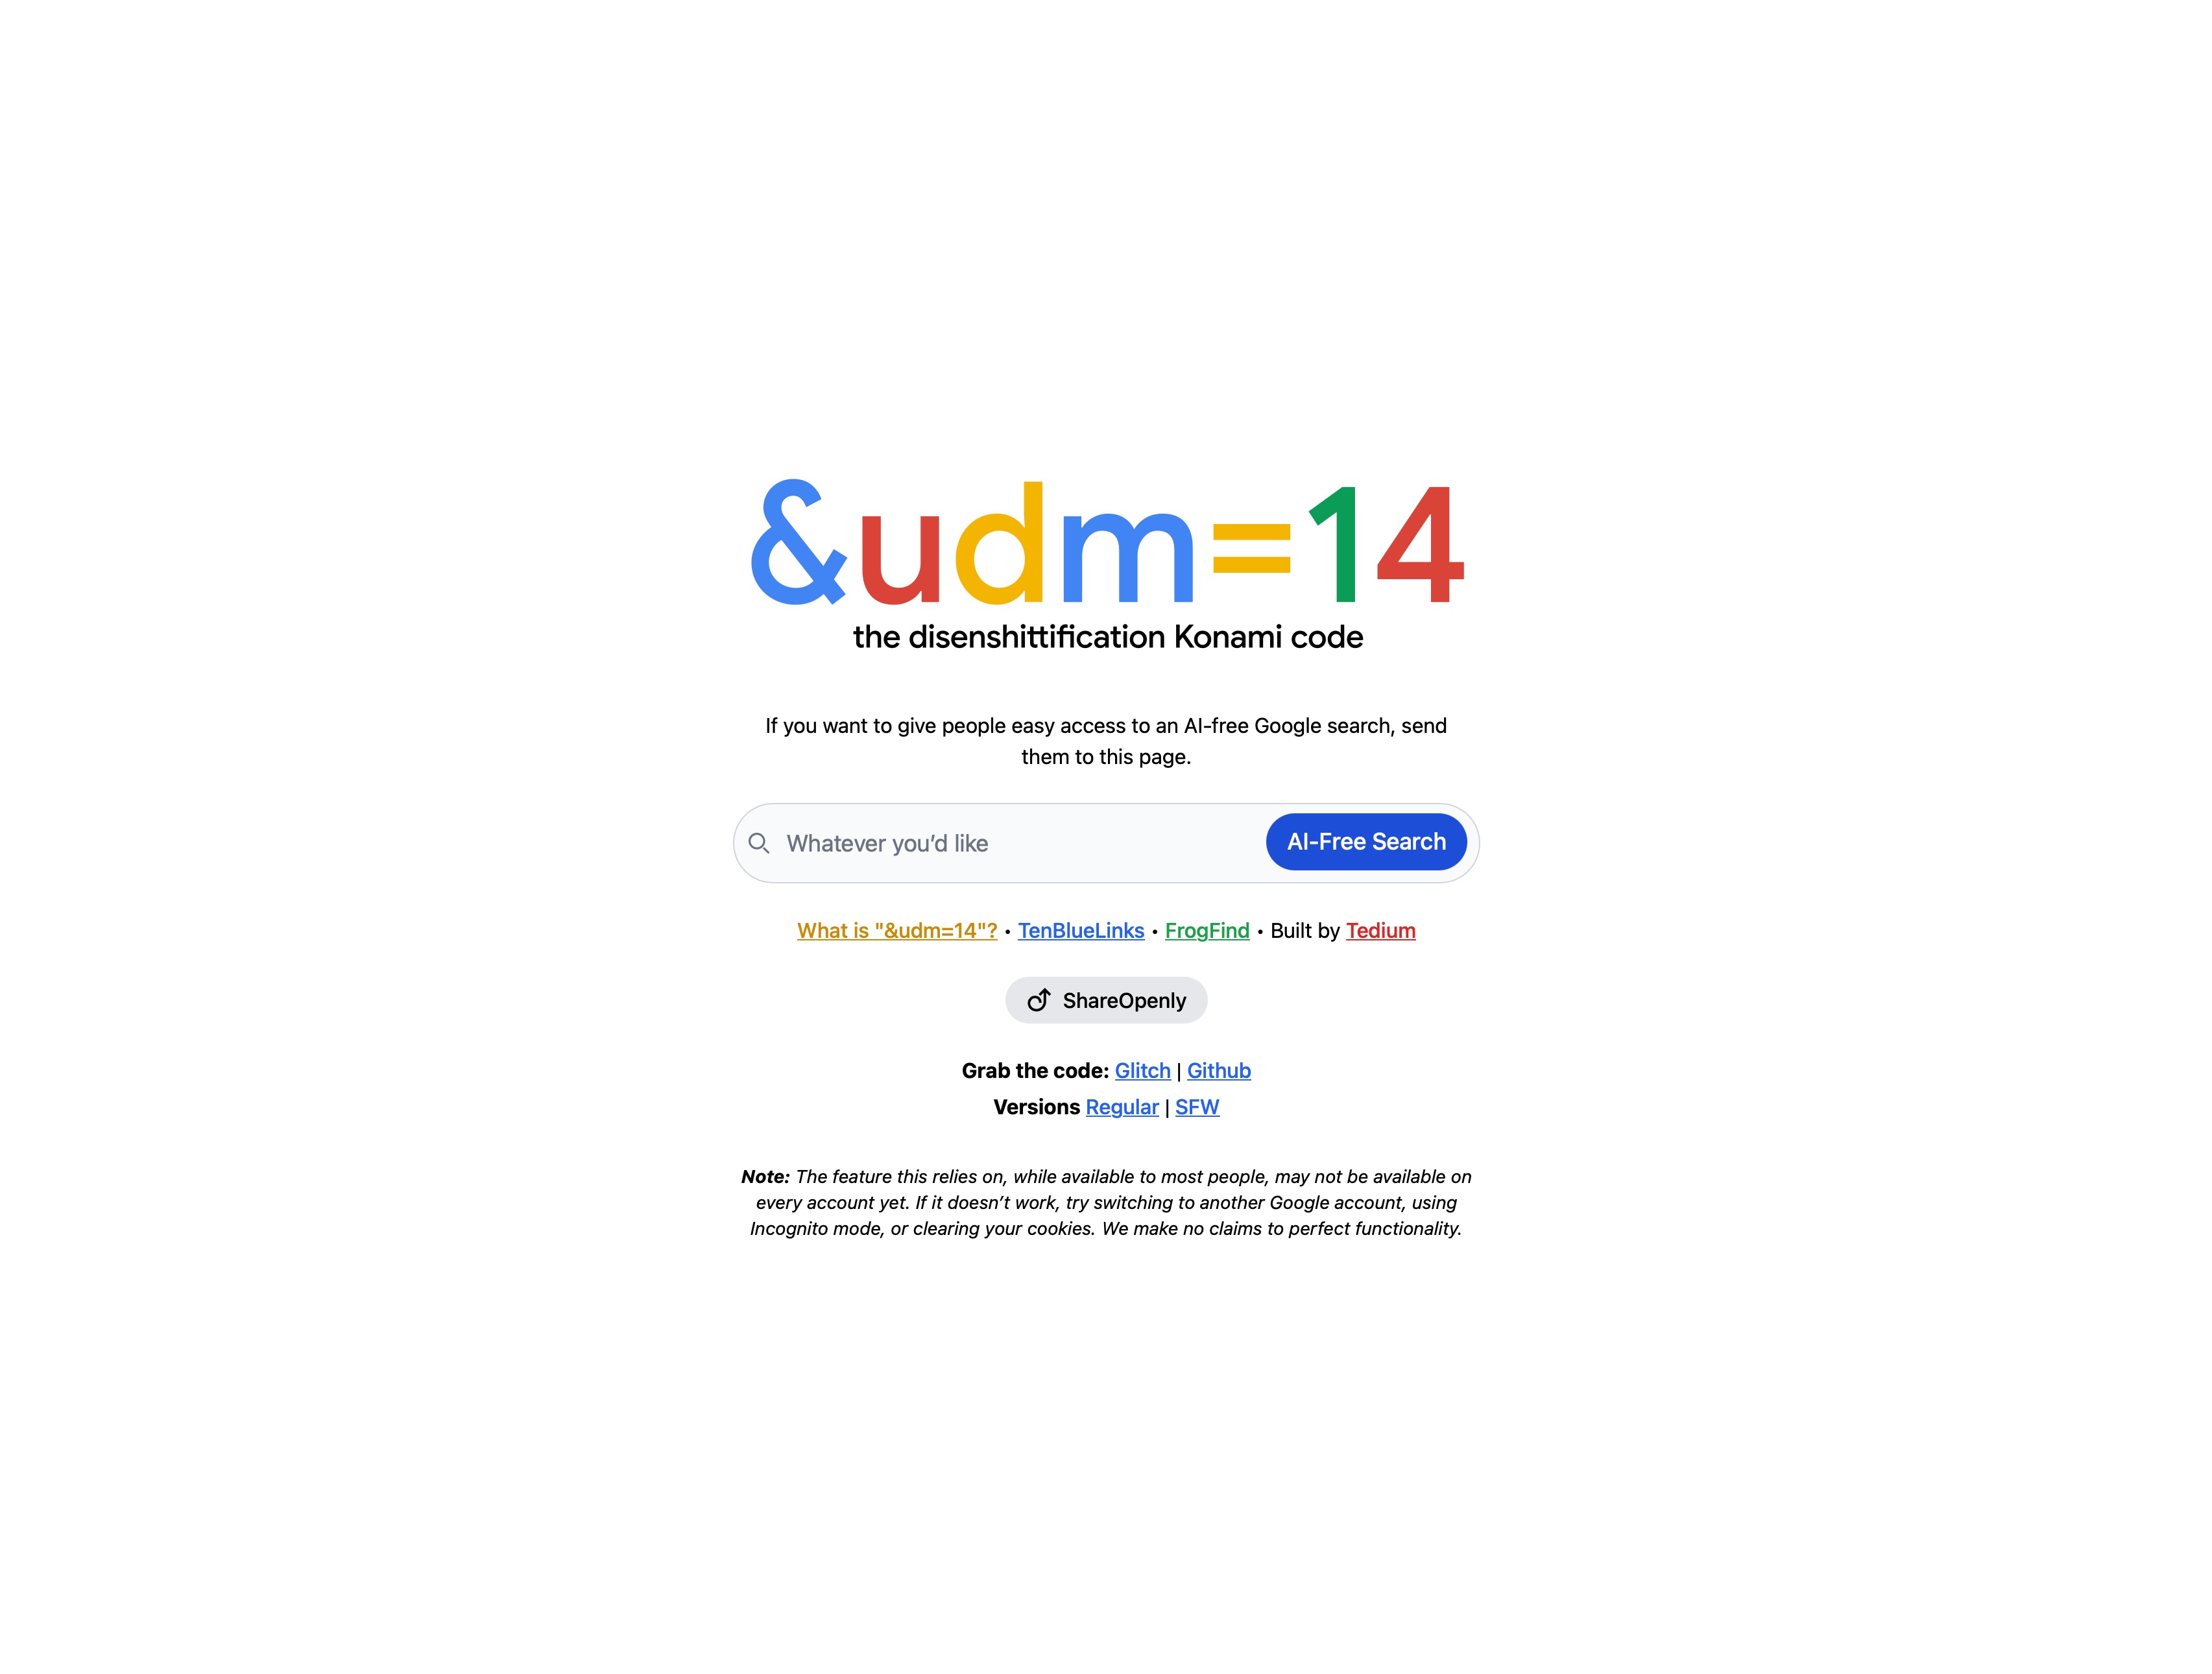 &udm=14
the disenshittification Konami code
If you want to give people easy access to an AI-free Google search, send
them to this page.
Whatever you’d like
AI-Free Search
What is "&udm=14"? • TenBlueLinks • FrogFind • Built by Tedium
ShareOpenly
Grab the code: Glitch | Github
Versions Regular | SFW
Note: The feature this relies on, while available to most people, may not be available on
every account yet. If it doesn’t work, try switching to another Google account, using
Incognito mode, or clearing your cookies. We make no claims to perfect functionality.